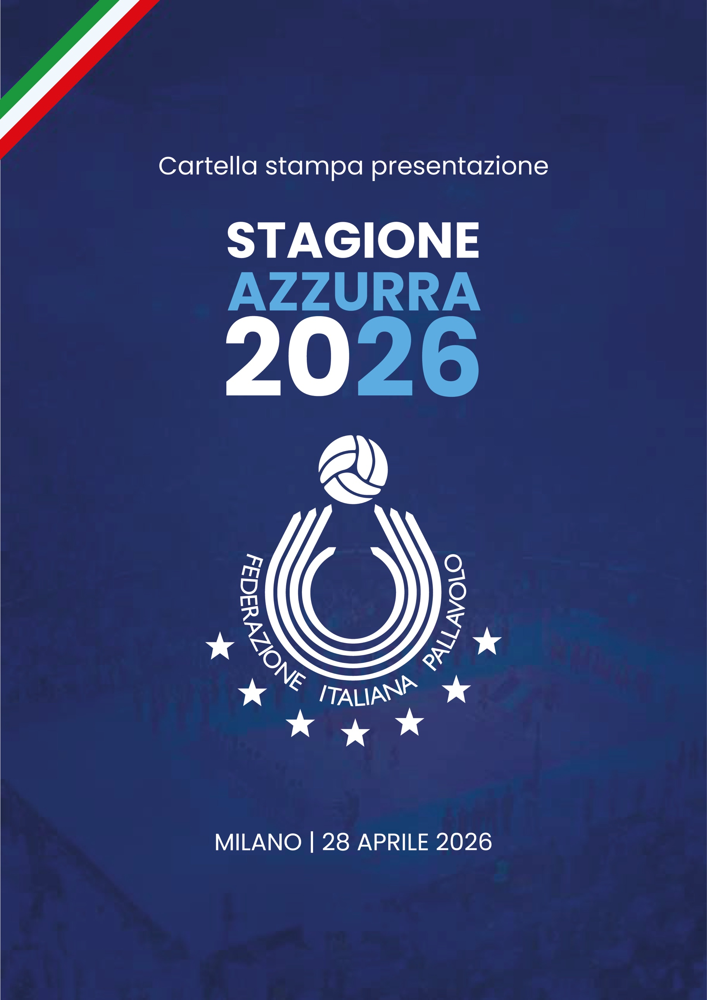 Cartella stampa presentazione
STAGIONE
AZZURRA
2026
FEDERAZIONE ITALIANA PALLAVOLO
MILANO | 28 APRILE 2026